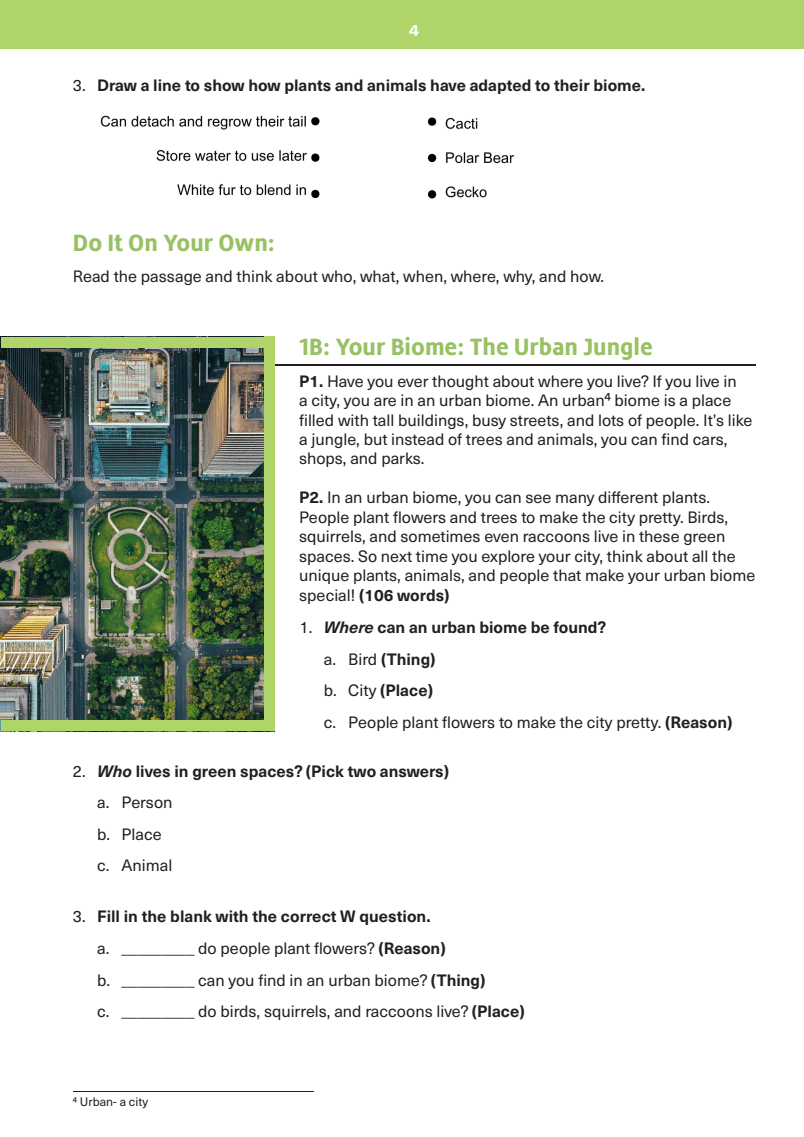 4
3. Draw a line to show how plants and animals have adapted to their biome.
Can detach and regrow their tail ● ● Cacti
Store water to use later ● ● Polar Bear
White fur to blend in ● ● Gecko
Do It On Your Own:
Read the passage and think about who, what, when, where, why, and how.
1B: Your Biome: The Urban Jungle
P1. Have you ever thought about where you live? If you live in
a city, you are in an urban biome. An urban⁴ biome is a place
filled with tall buildings, busy streets, and lots of people. It's like
a jungle, but instead of trees and animals, you can find cars,
shops, and parks.
P2. In an urban biome, you can see many different plants.
People plant flowers and trees to make the city pretty. Birds,
squirrels, and sometimes even raccoons live in these green
spaces. So next time you explore your city, think about all the
unique plants, animals, and people that make your urban biome
special! (106 words)
1. Where can an urban biome be found?
a. Bird (Thing)
b. City (Place)
c. People plant flowers to make the city pretty. (Reason)
2. Who lives in green spaces? (Pick two answers)
a. Person
b. Place
c. Animal
3. Fill in the blank with the correct W question.
a. _________ do people plant flowers? (Reason)
b. _________ can you find in an urban biome? (Thing)
c. _________ do birds, squirrels, and raccoons live? (Place)
⁴ Urban- a city